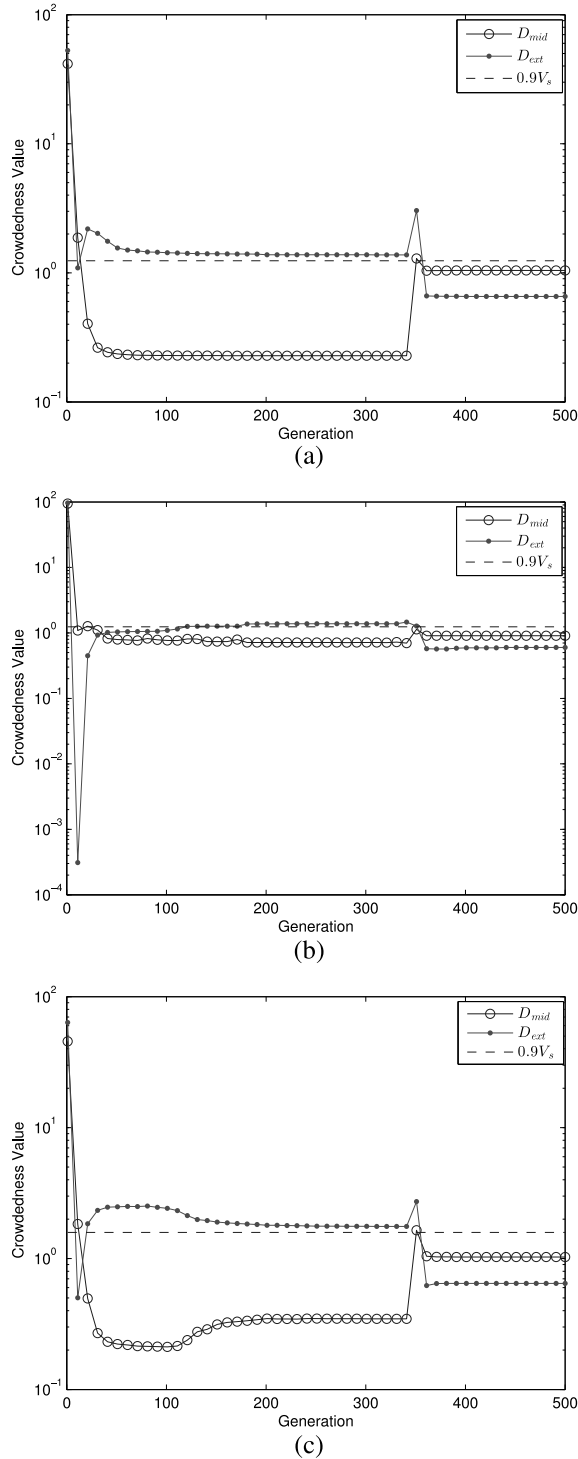 10^2
10^1
10^0
10^-1
Crowdedness Value
D_mid
D_ext
0.9V_s
0 100 200 300 400 500
Generation
(a)
10^2
10^1
10^0
10^-1
10^-2
10^-3
10^-4
Crowdedness Value
D_mid
D_ext
0.9V_s
0 100 200 300 400 500
Generation
(b)
10^2
10^1
10^0
10^-1
Crowdedness Value
D_mid
D_ext
0.9V_s
0 100 200 300 400 500
Generation
(c)